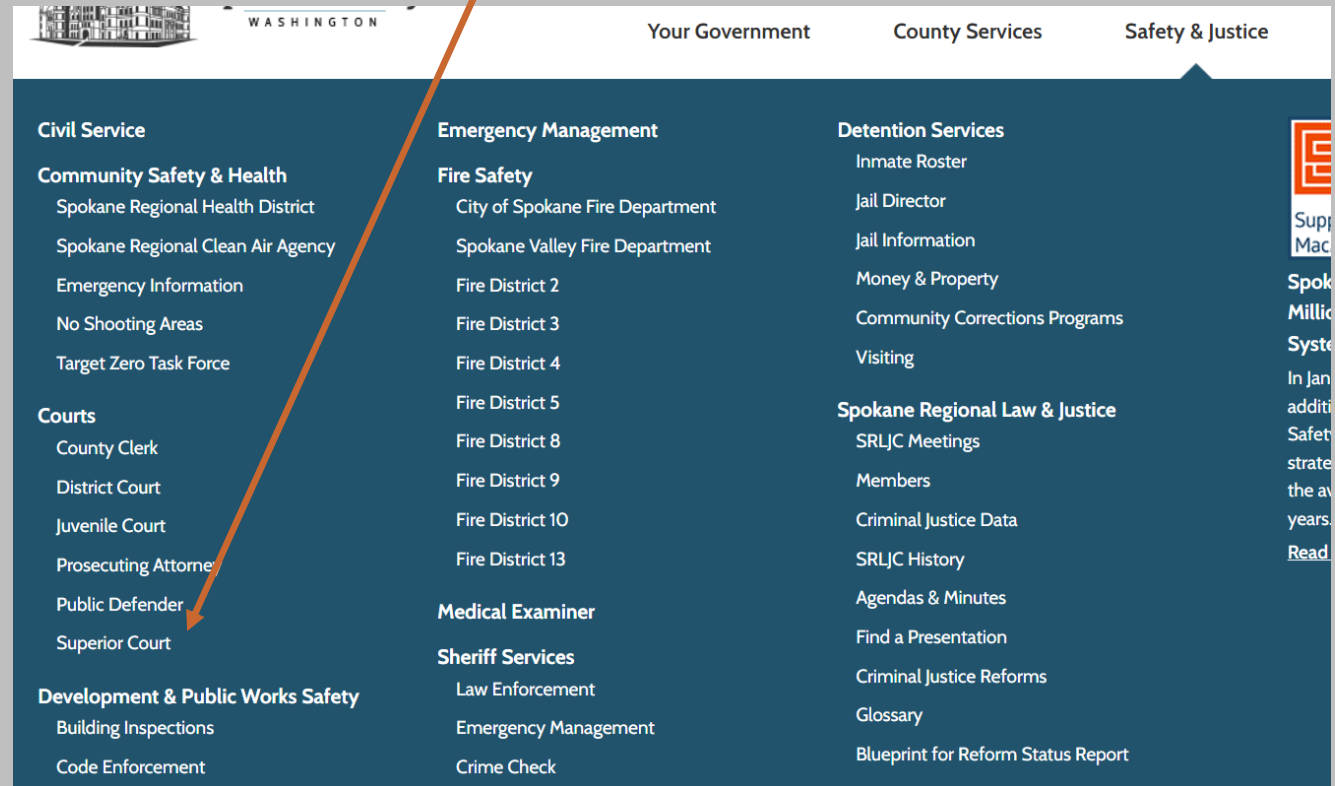 WASHINGTON
Your Government
County Services
Safety & Justice
Civil Service
Community Safety & Health
Spokane Regional Health District
Spokane Regional Clean Air Agency
Emergency Information
No Shooting Areas
Target Zero Task Force
Courts
County Clerk
District Court
Juvenile Court
Prosecuting Attorney
Public Defender
Superior Court
Development & Public Works Safety
Building Inspections
Code Enforcement
Emergency Management
Fire Safety
City of Spokane Fire Department
Spokane Valley Fire Department
Fire District 2
Fire District 3
Fire District 4
Fire District 5
Fire District 8
Fire District 9
Fire District 10
Fire District 13
Medical Examiner
Sheriff Services
Law Enforcement
Emergency Management
Crime Check
Detention Services
Inmate Roster
Jail Director
Jail Information
Money & Property
Community Corrections Programs
Visiting
Spokane Regional Law & Justice
SRLJC Meetings
Members
Criminal Justice Data
SRLJC History
Agendas & Minutes
Find a Presentation
Criminal Justice Reforms
Glossary
Blueprint for Reform Status Report
In Jan
the
years.
Read